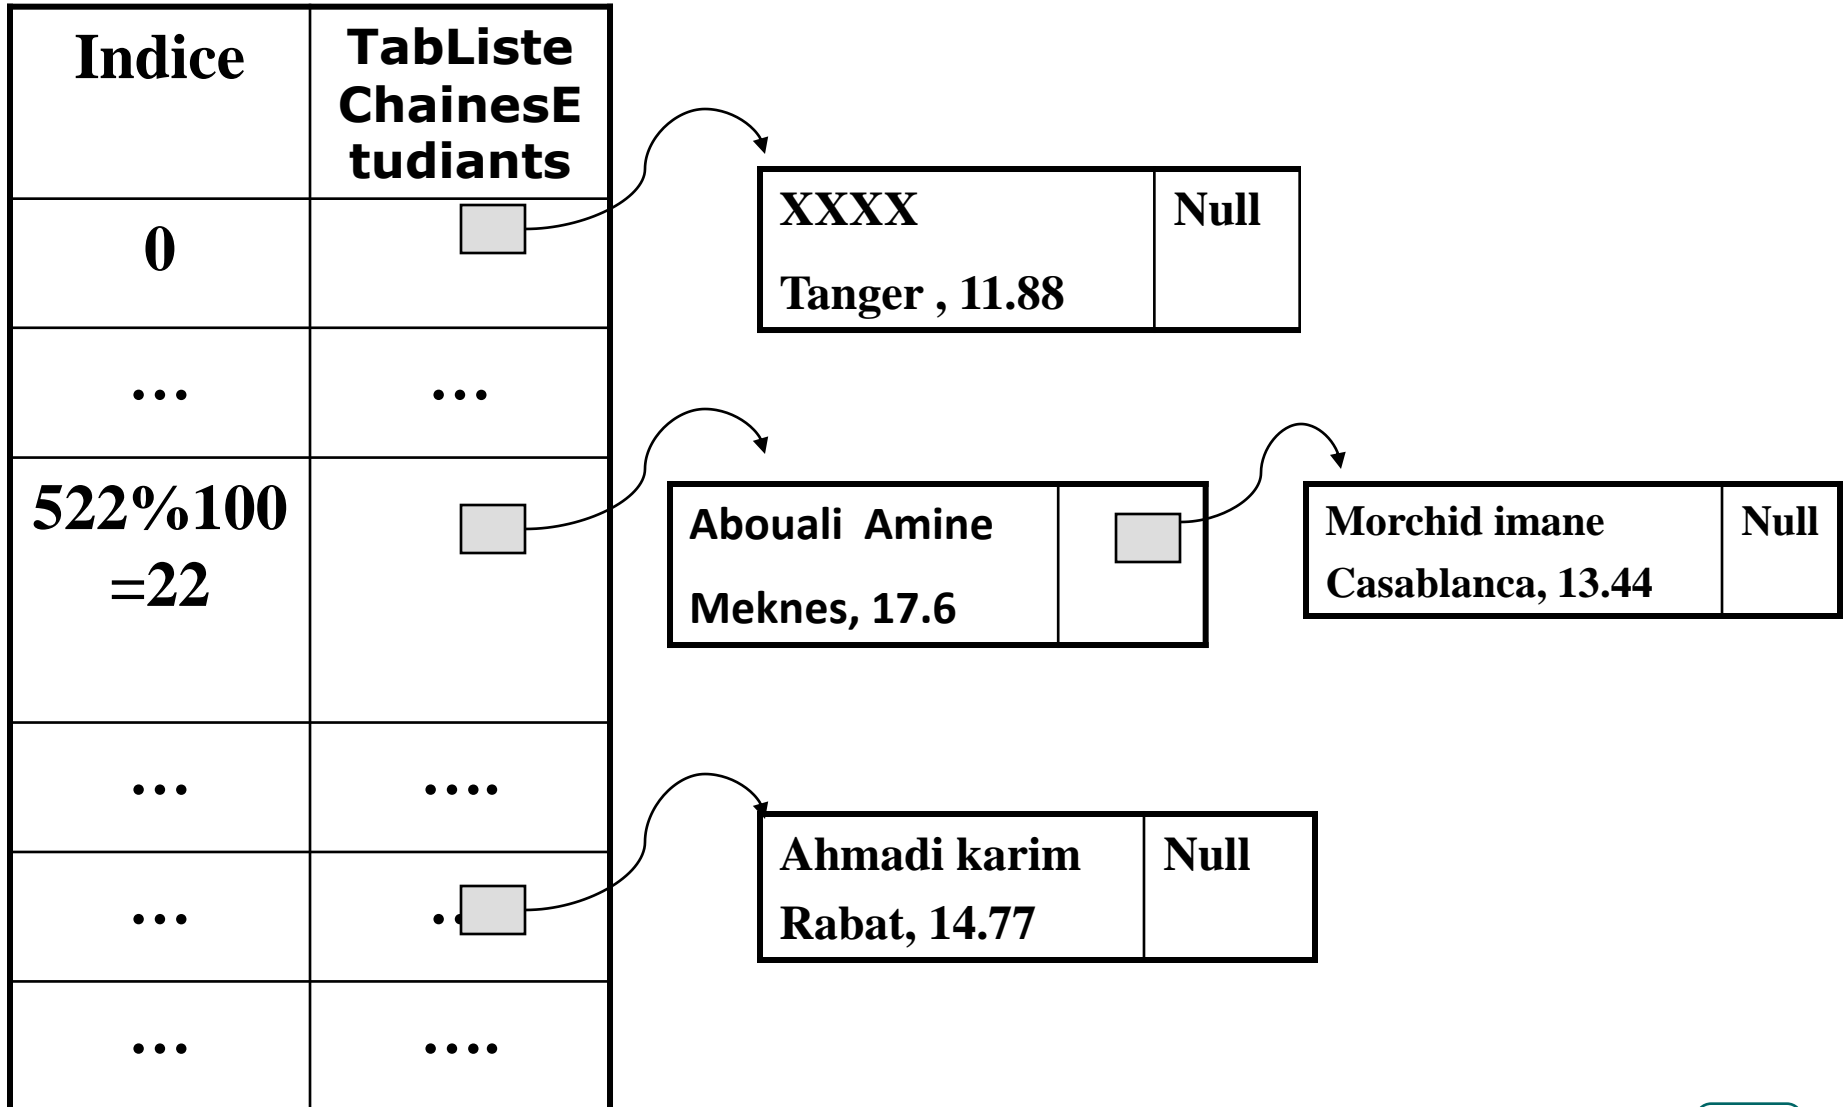 Indice
TabListe
ChainesE
tudiants
0
XXXX
Null
Tanger , 11.88
…
…
522%100
=22
Abouali Amine
Meknes, 17.6
Morchid imane
Null
Casablanca, 13.44
…
….
…
..
Ahmadi karim
Null
Rabat, 14.77
…
….